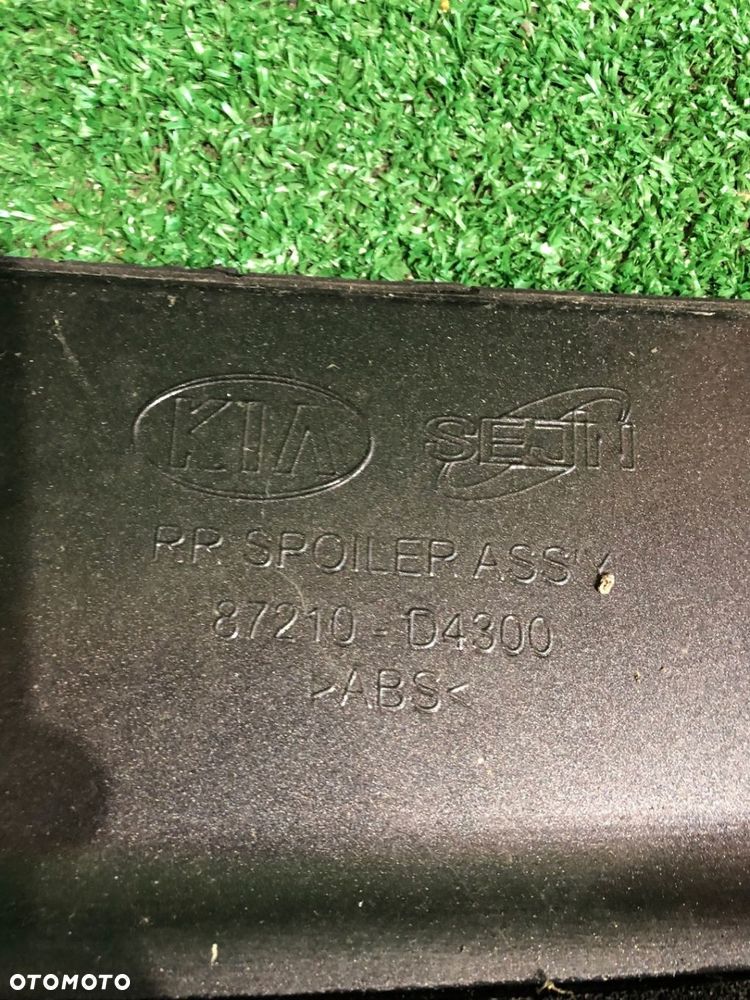 KIA SEJIN
RR SPOILER ASS'Y
87210 - D4300
>ABS<
OTOMOTO